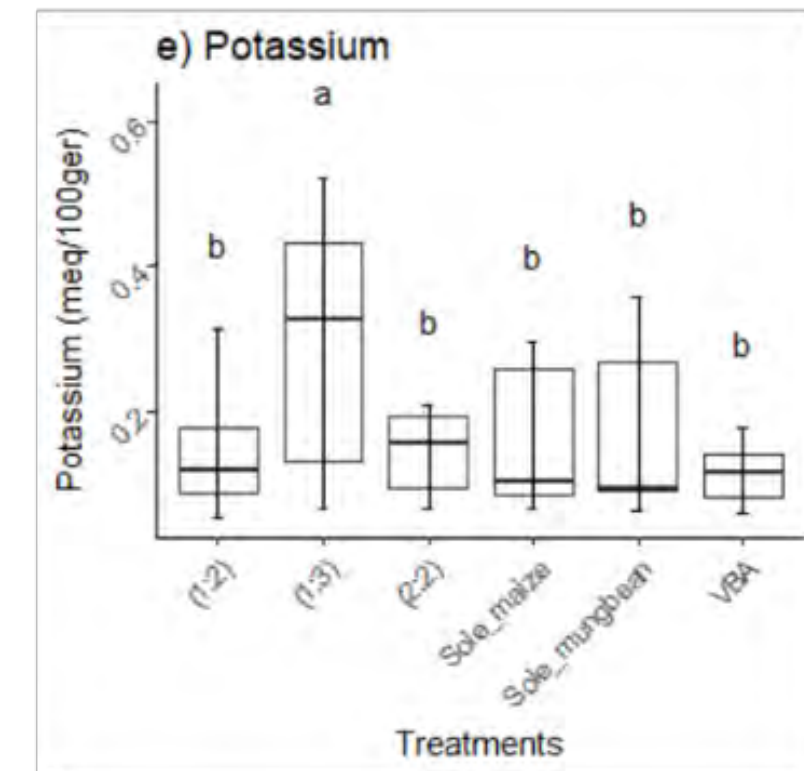 e) Potassium
a
b
b
b
b
b
Potassium (meq/100ger)
0.6
0.4
0.2
(1:2)
(1:3)
(2:2)
Sole_maize
Sole_mungbean
VBA
Treatments